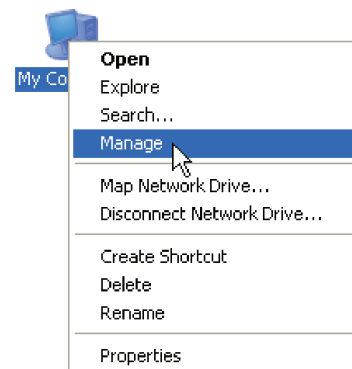 My Co
Open
Explore
Search...
Manage
Map Network Drive...
Disconnect Network Drive...
Create Shortcut
Delete
Rename
Properties